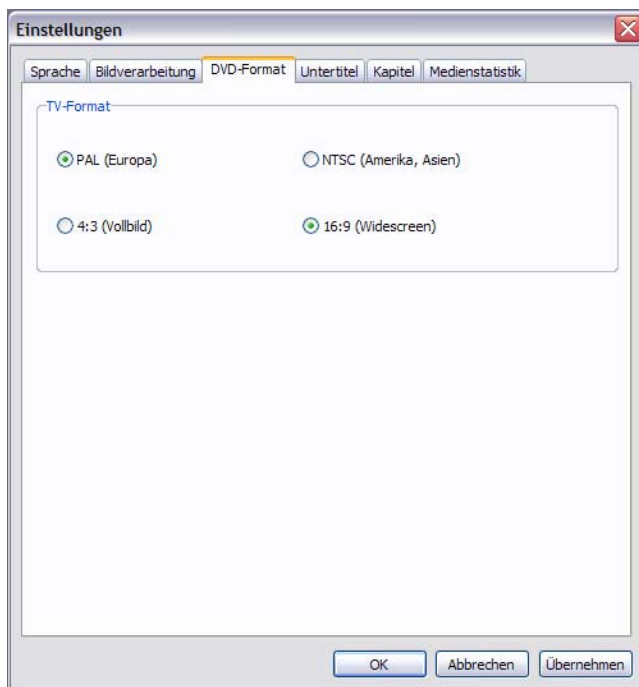 Einstellungen
Sprache Bildverarbeitung DVD-Format Untertitel Kapitel Medienstatistik
TV-Format
PAL (Europa) NTSC (Amerika, Asien)
4:3 (Vollbild) 16:9 (Widescreen)
OK Abbrechen Übernehmen